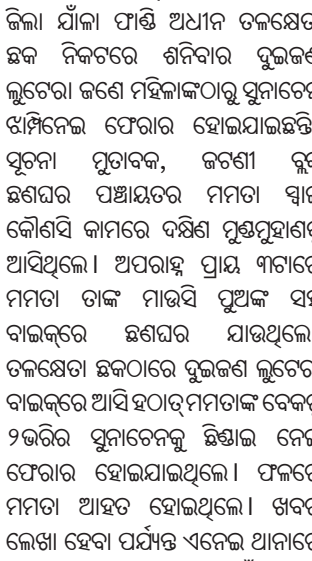 ଜିଲା ଯାଁଳା ଫାଣ୍ଡି ଅଧୀନ ତଳକ୍ଷେତା
ଛକ ନିକଟରେ ଶନିବାର ଦୁଇଜଣ
ଲୁଟେରା ଜଣେ ମହିଳାଙ୍କଠାରୁ ସୁନାଚେନ
ଝାମ୍ପିନେଇ ଫେରାର ହୋଇଯାଇଛନ୍ତି
ସୂଚନା ମୁତାବକ, ଜଟଣୀ ବ୍ଲକ
ଛଣଘର ପଞ୍ଚାୟତର ମମତା ସ୍ୱାଇ
କୌଣସି କାମରେ ଦକ୍ଷିଣ ମୁଣ୍ଡମୁହାଣକୁ
ଆସିଥିଲେ। ଅପରାହ୍ନ ପ୍ରାୟ ୩ଟାରେ
ମମତା ତାଙ୍କ ମାଉସି ପୁଅଙ୍କ ସହ
ବାଇକ୍‌ରେ ଛଣଘର ଯାଉଥିଲେ
ତଳକ୍ଷେତା ଛକଠାରେ ଦୁଇଜଣ ଲୁଟେରା
ବାଇକ୍‌ରେ ଆସି ହଠାତ୍ ମମତାଙ୍କ ବେକରୁ
୨ଭରିର ସୁନାଚେନକୁ ଛିଣ୍ଡାଇ ନେଇ
ଫେରାର ହୋଇଯାଇଥିଲେ। ଫଳରେ
ମମତା ଆହତ ହୋଇଥିଲେ। ଖବର
ଲେଖା ହେବା ପର୍ଯ୍ୟନ୍ତ ଏନେଇ ଥାନାରେ